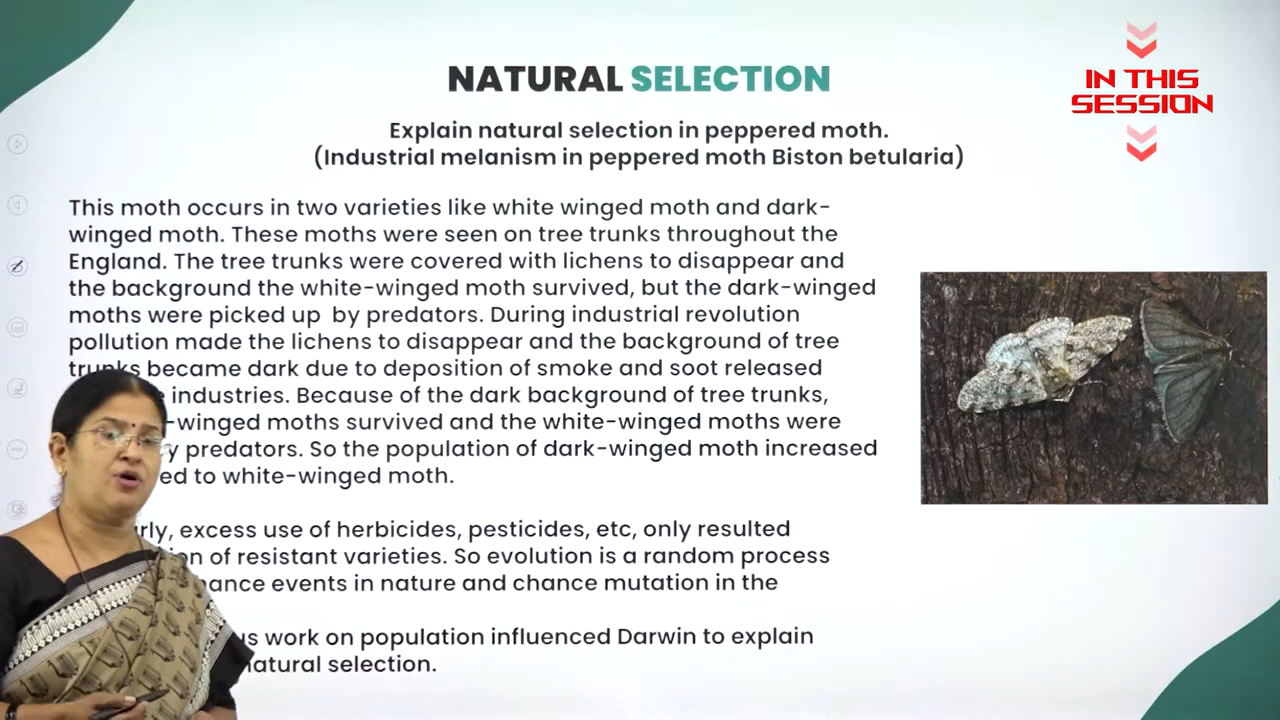 NATURAL SELECTION
IN THIS
SESSION
Explain natural selection in peppered moth.
(Industrial melanism in peppered moth Biston betularia)
This moth occurs in two varieties like white winged moth and dark-
winged moth. These moths were seen on tree trunks throughout the
England. The tree trunks were covered with lichens to disappear and
the background the white-winged moth survived, but the dark-winged
moths were picked up by predators. During industrial revolution
pollution made the lichens to disappear and the background of tree
trunks became dark due to deposition of smoke and soot released
industries. Because of the dark background of tree trunks,
-winged moths survived and the white-winged moths were
predators. So the population of dark-winged moth increased
to white-winged moth.
excess use of herbicides, pesticides, etc, only resulted
of resistant varieties. So evolution is a random process
events in nature and chance mutation in the
work on population influenced Darwin to explain
natural selection.